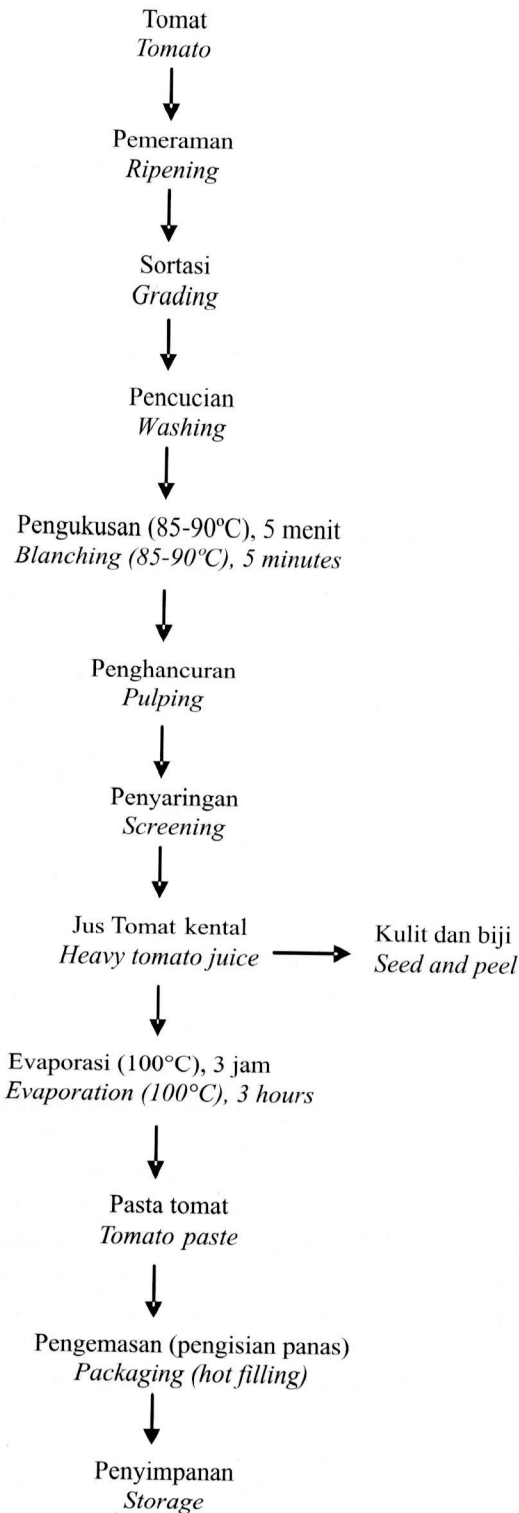 Tomat
Tomato
Pemeraman
Ripening
Sortasi
Grading
Pencucian
Washing
Pengukusan (85-90ºC), 5 menit
Blanching (85-90ºC), 5 minutes
Penghancuran
Pulping
Penyaringan
Screening
Jus Tomat kental
Heavy tomato juice
Kulit dan biji
Seed and peel
Evaporasi (100°C), 3 jam
Evaporation (100°C), 3 hours
Pasta tomat
Tomato paste
Pengemasan (pengisian panas)
Packaging (hot filling)
Penyimpanan
Storage